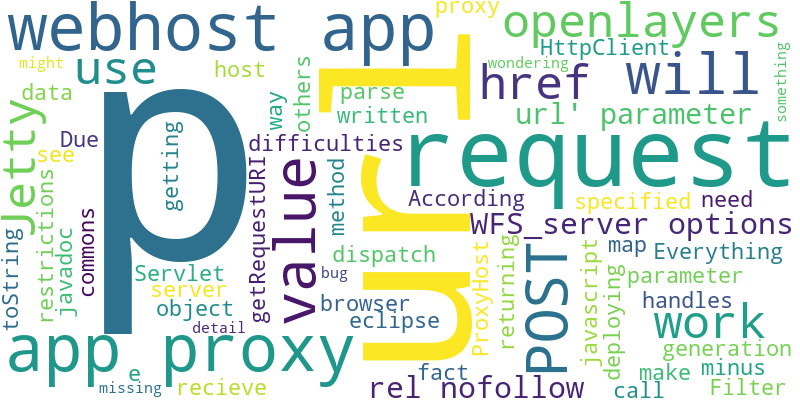 webhost app
proxy
openlayers
might
use
host
HttpClient
wondering
something
others
href
will
data
way
parse
written
url' parameter
p
url
Jetty
Due
see
getting
difficulties
request
value
method
getRequestURI
According
specified
need
WFS_server options
restrictions
javadoc
commons
toString
Servlet
server
object
detail
dispatch
bug
browser
eclipse
ProxyHost
returning
POST
javascript
deploying
map
Everything
parameter
handles
work
generation
app proxy
e
missing
recieve
fact
rel nofollow
call
make
minus
Filter